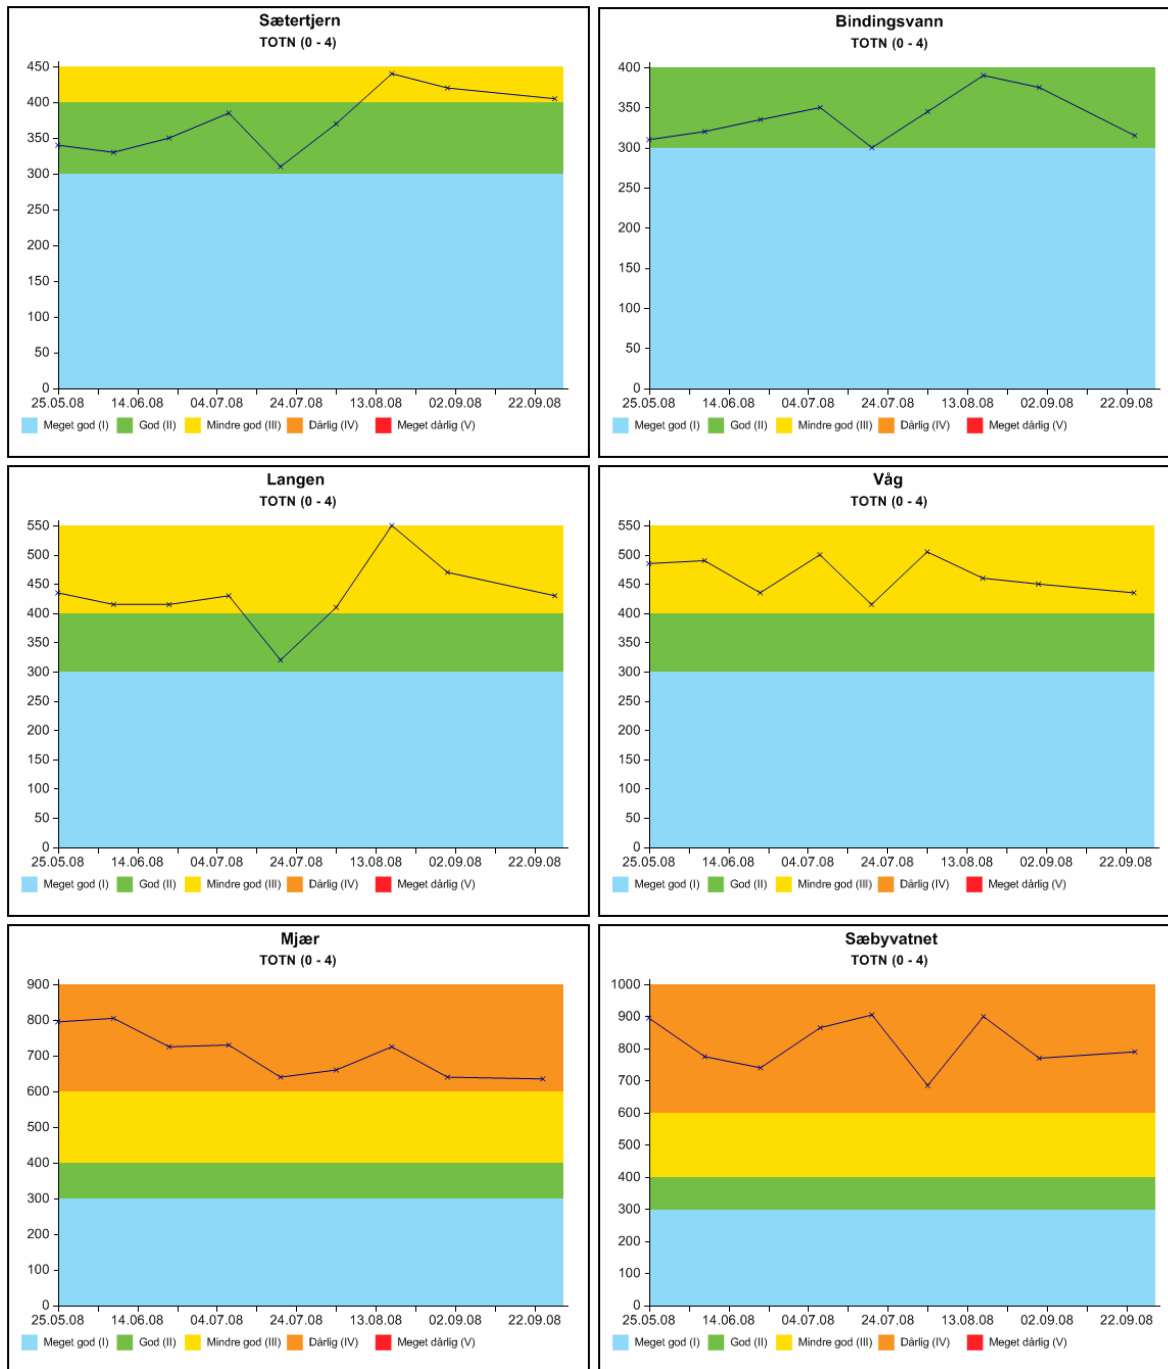 Sætertjern
TOTN (0 - 4)
450
400
350
300
250
200
150
100
50
0
25.05.08 14.06.08 04.07.08 24.07.08 13.08.08 02.09.08 22.09.08
Meget god (I) God (II) Mindre god (III) Dårlig (IV) Meget dårlig (V)
Bindingsvann
TOTN (0 - 4)
400
350
300
250
200
150
100
50
0
25.05.08 14.06.08 04.07.08 24.07.08 13.08.08 02.09.08 22.09.08
Meget god (I) God (II) Mindre god (III) Dårlig (IV) Meget dårlig (V)
Langen
TOTN (0 - 4)
550
500
450
400
350
300
250
200
150
100
50
0
25.05.08 14.06.08 04.07.08 24.07.08 13.08.08 02.09.08 22.09.08
Meget god (I) God (II) Mindre god (III) Dårlig (IV) Meget dårlig (V)
Våg
TOTN (0 - 4)
550
500
450
400
350
300
250
200
150
100
50
0
25.05.08 14.06.08 04.07.08 24.07.08 13.08.08 02.09.08 22.09.08
Meget god (I) God (II) Mindre god (III) Dårlig (IV) Meget dårlig (V)
Mjær
TOTN (0 - 4)
900
800
700
600
500
400
300
200
100
0
25.05.08 14.06.08 04.07.08 24.07.08 13.08.08 02.09.08 22.09.08
Meget god (I) God (II) Mindre god (III) Dårlig (IV) Meget dårlig (V)
Sæbyvatnet
TOTN (0 - 4)
1000
900
800
700
600
500
400
300
200
100
0
25.05.08 14.06.08 04.07.08 24.07.08 13.08.08 02.09.08 22.09.08
Meget god (I) God (II) Mindre god (III) Dårlig (IV) Meget dårlig (V)